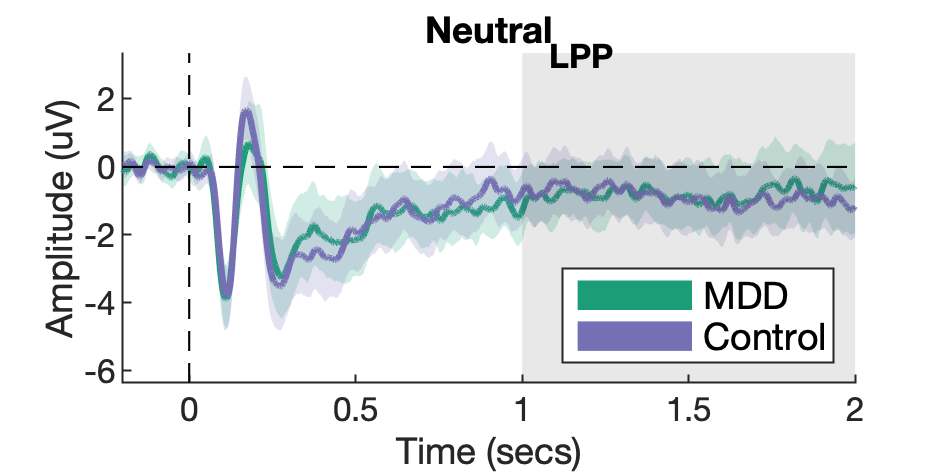 Neutral
LPP
Amplitude (uV)
2
0
-2
-4
-6
MDD
Control
0
0.5
1
1.5
2
Time (secs)